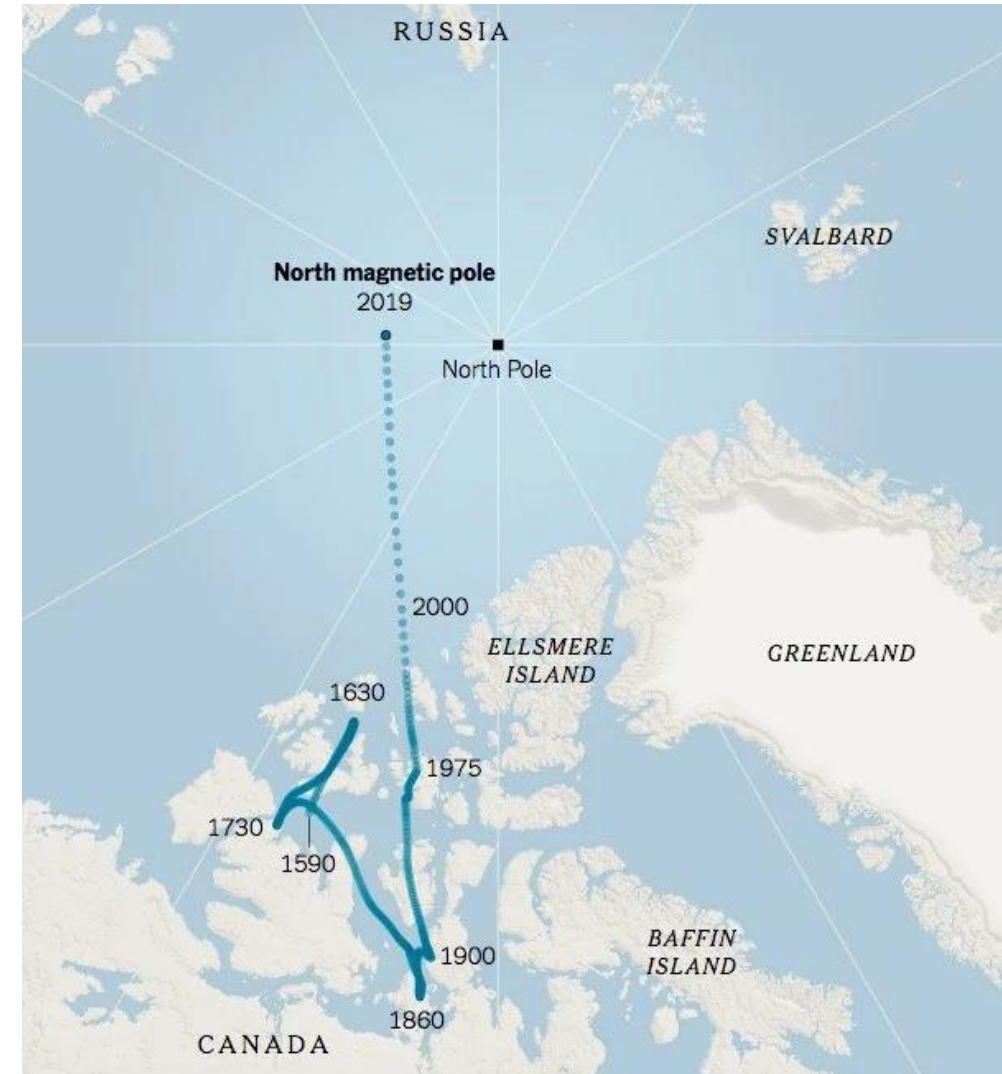 RUSSIA
SVALBARD
North magnetic pole
2019
North Pole
2000
ELLSMERE
ISLAND
GREENLAND
1630
1975
1730
1590
BAFFIN
ISLAND
1900
1860
CANADA